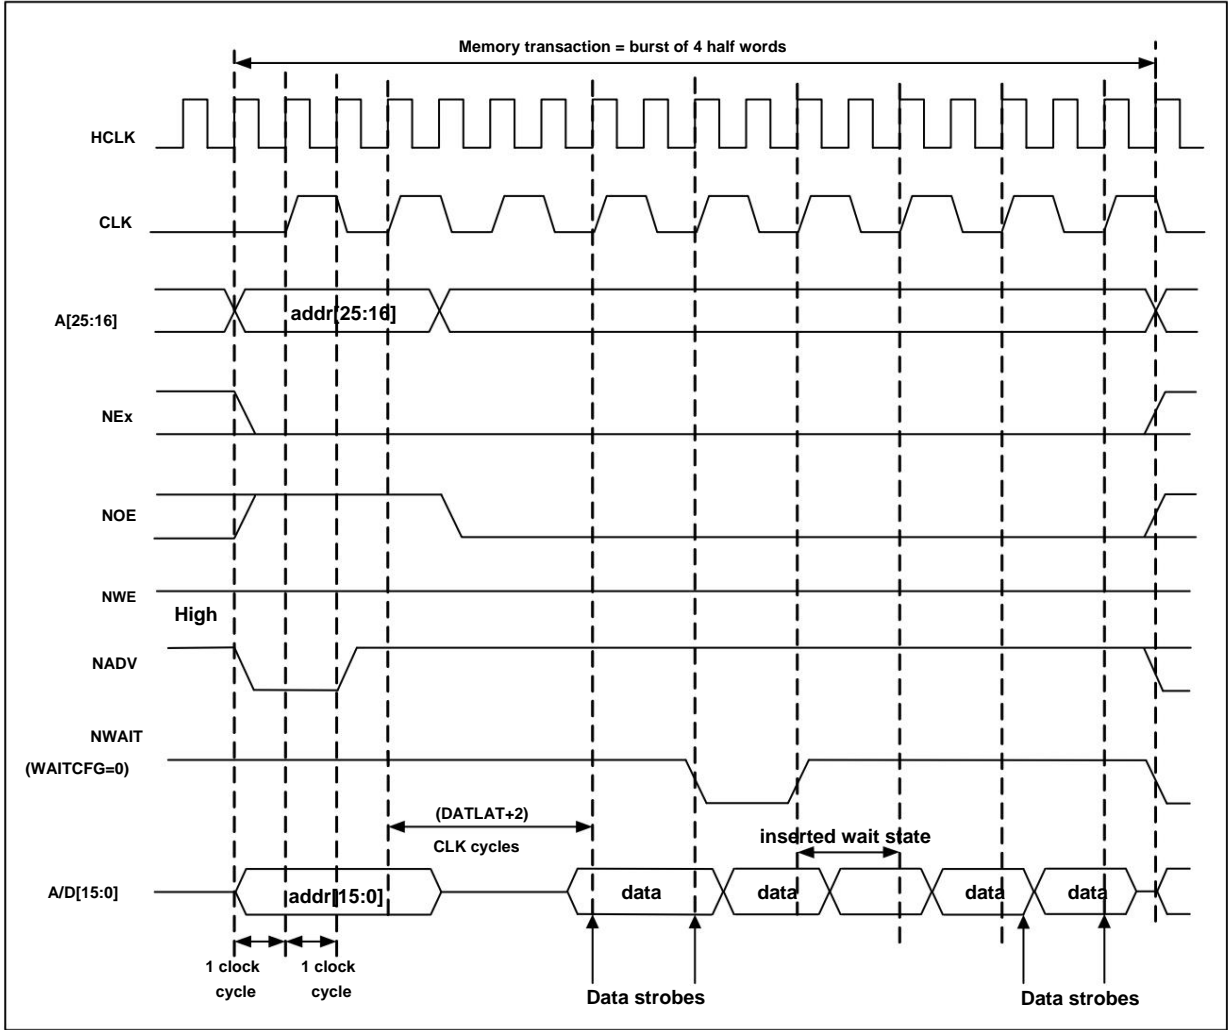 Memory transaction = burst of 4 half words
HCLK
CLK
A[25:16]
addr[25:16]
NEx
NOE
NWE
High
NADV
NWAIT
(WAITCFG=0)
(DATLAT+2)
CLK cycles
inserted wait state
A/D[15:0]
addr[15:0]
data
data
data
data
1 clock
cycle
1 clock
cycle
Data strobes
Data strobes